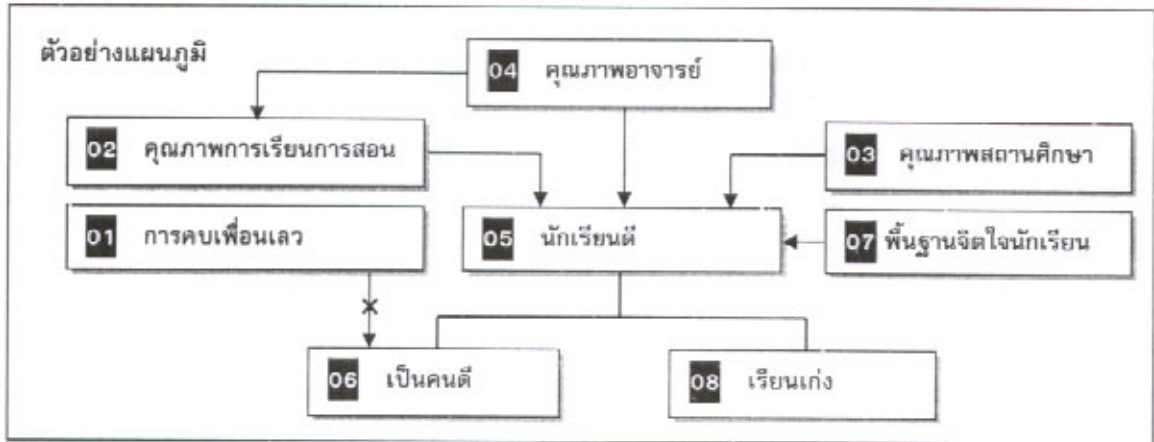 ตัวอย่างแผนภูมิ
04 คุณภาพอาจารย์
02 คุณภาพการเรียนการสอน
03 คุณภาพสถานศึกษา
01 การคบเพื่อนเลว
05 นักเรียนดี
07 พื้นฐานจิตใจนักเรียน
06 เป็นคนดี
08 เรียนเก่ง